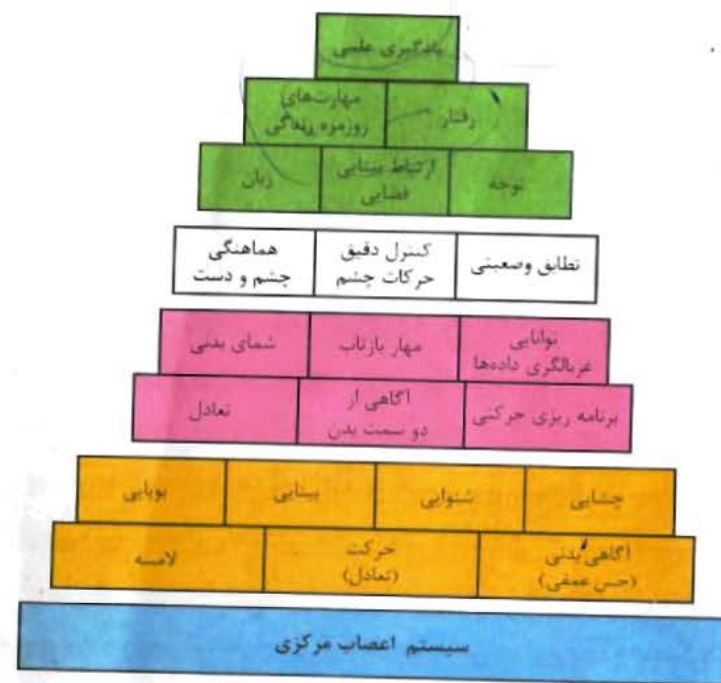 یادگیری علمی
رفتار
مهارت‌های
روزمره زندگی
توجه
ارتباط بینایی
فضایی
زبان
تطابق وضعیتی
کنترل دقیق
حرکات چشم
هماهنگی
چشم و دست
توانایی
غربالگری داده‌ها
مهار بازتاب
شمای بدنی
برنامه ریزی حرکتی
آگاهی از
دو سمت بدن
تعادل
چشایی
شنوایی
بینایی
بویایی
آگاهی بدنی
(حس عمقی)
حرکت
(تعادل)
لامسه
سیستم اعصاب مرکزی